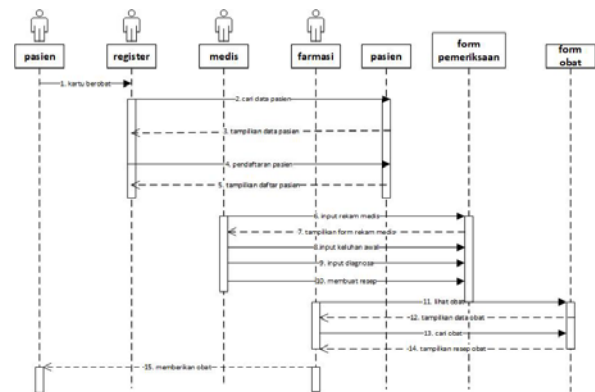 pasien
register
medis
farmasi
pasien
form
pemeriksaan
form
obat
1. kartu berobat
2. cari data pasien
3. tampilkan data pasien
4. pendaftaran pasien
5. tampilkan daftar pasien
6. input rekam medis
7. tampilkan form rekam medis
8.input keluhan awal
9. input diagnosa
10. membuat resep
11. lihat obat
12. tampilkan data obat
13. cari obat
14. tampilkan resep obat
15. memberikan obat